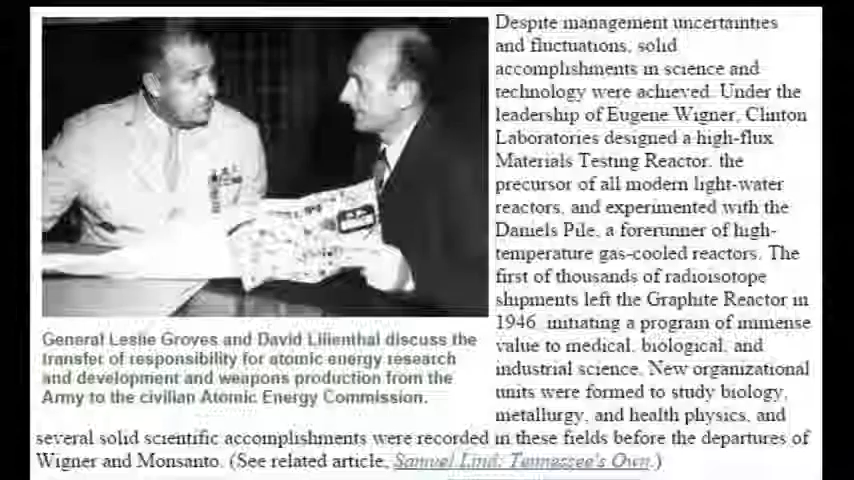 Despite management uncertainties
and fluctuations, solid
accomplishments in science and
technology were achieved. Under the
leadership of Eugene Wigner, Clinton
Laboratories designed a high-flux
Materials Testing Reactor, the
precursor of all modern light-water
reactors, and experimented with the
Daniels Pile, a forerunner of high-
temperature gas-cooled reactors. The
first of thousands of radioisotope
shipments left the Graphite Reactor in
1946, initiating a program of immense
value to medical, biological, and
industrial science. New organizational
units were formed to study biology,
metallurgy, and health physics, and
several solid scientific accomplishments were recorded in these fields before the departures of
Wigner and Monsanto. (See related article, Samuel Lind: Tennessee's Own.)
General Leslie Groves and David Lilienthal discuss the
transfer of responsibility for atomic energy research
and development and weapons production from the
Army to the civilian Atomic Energy Commission.